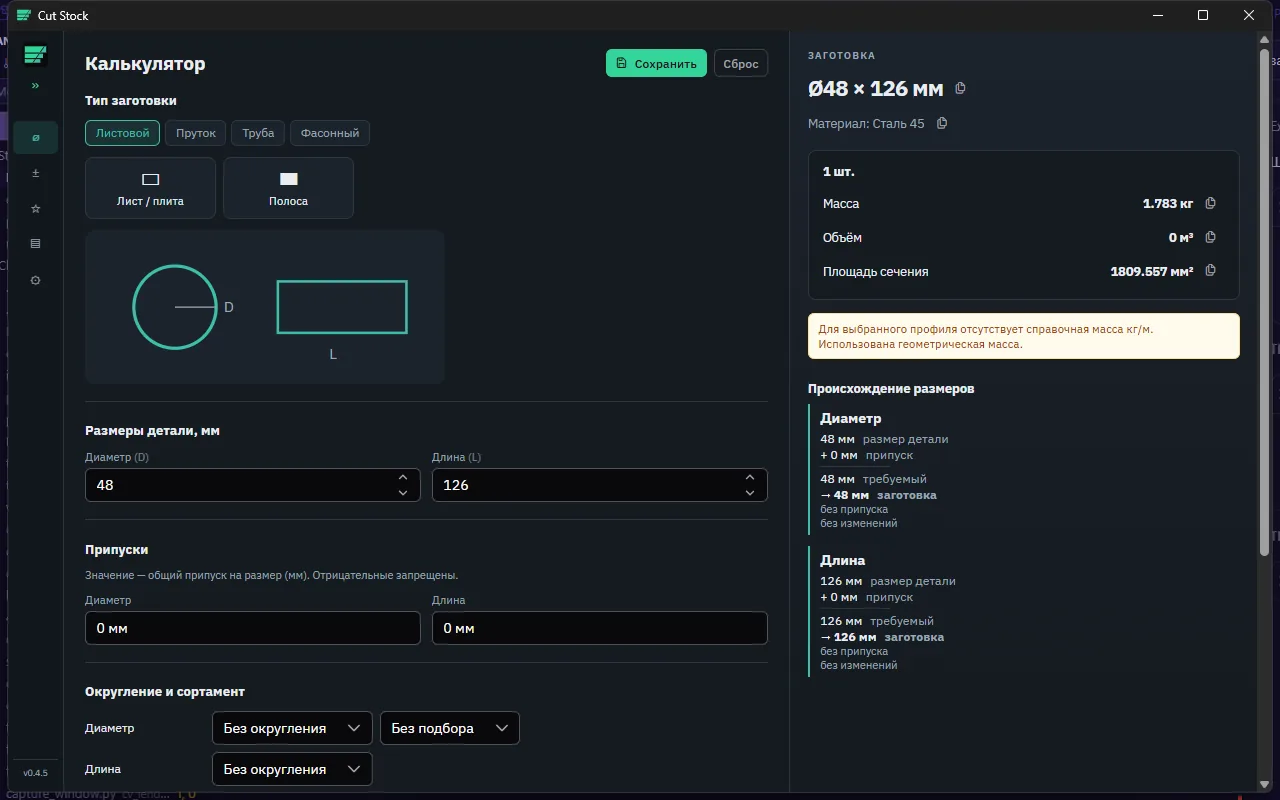 Cut Stock
Калькулятор
Сохранить
Сброс
Тип заготовки
Листовой
Пруток
Труба
Фасонный
Лист / плита
Полоса
D
L
Размеры детали, мм
Диаметр (D)
Длина (L)
48
126
Припуски
Значение — общий припуск на размер (мм). Отрицательные запрещены.
Диаметр
Длина
0 мм
0 мм
Округление и сортамент
Диаметр
Без округления
Без подбора
Длина
Без округления
v0.4.5
ЗАГОТОВКА
Ø48 × 126 мм
Материал: Сталь 45
1 шт.
Масса
1.783 кг
Объём
0 м³
Площадь сечения
1809.557 мм²
Для выбранного профиля отсутствует справочная масса кг/м.
Использована геометрическая масса.
Происхождение размеров
Диаметр
48 мм размер детали
+ 0 мм припуск
48 мм требуемый
→ 48 мм заготовка
без припуска
без изменений
Длина
126 мм размер детали
+ 0 мм припуск
126 мм требуемый
→ 126 мм заготовка
без припуска
без изменений